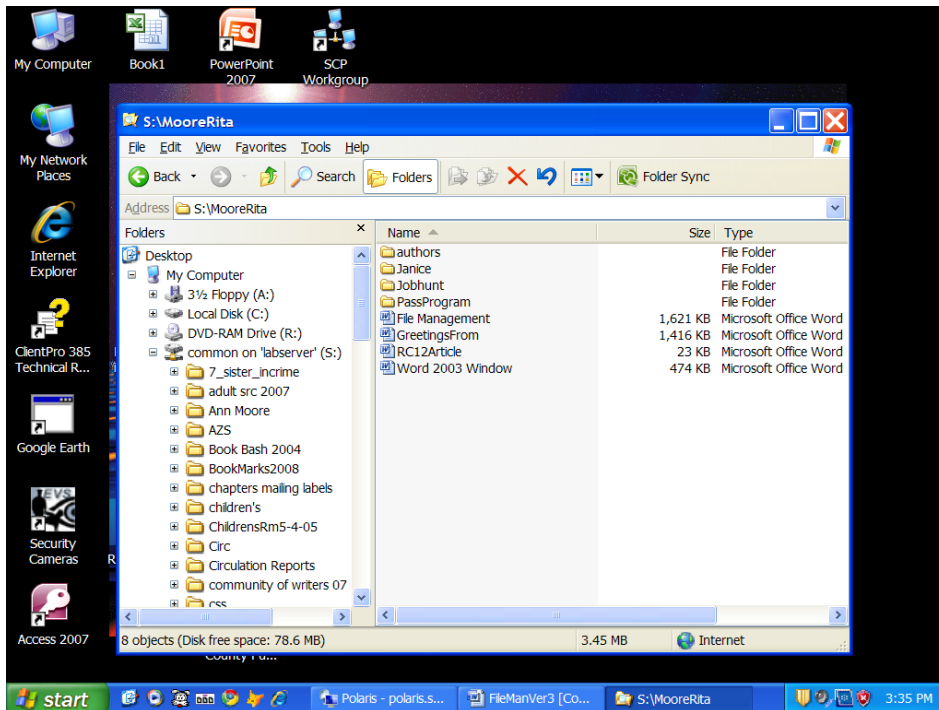 My Computer
Book1
PowerPoint
2007
SCP
Workgroup
My Network
Places
Internet
Explorer
ClientPro 385
Technical R...
Google Earth
IEVS
Security
Cameras
Access 2007
S:\MooreRita
File Edit View Favorites Tools Help
Back Search Folders Folder Sync
Address S:\MooreRita
Folders x
Desktop
My Computer
3½ Floppy (A:)
Local Disk (C:)
DVD-RAM Drive (R:)
common on 'labserver' (S:)
7_sister_incrime
adult src 2007
Ann Moore
AZS
Book Bash 2004
BookMarks2008
chapters mailing labels
children's
ChildrensRm5-4-05
Circ
Circulation Reports
community of writers 07
css
Name Size Type
authors File Folder
Janice File Folder
Jobhunt File Folder
PassProgram File Folder
File Management 1,621 KB Microsoft Office Word
GreetingsFrom 1,416 KB Microsoft Office Word
RC12Article 23 KB Microsoft Office Word
Word 2003 Window 474 KB Microsoft Office Word
8 objects (Disk free space: 78.6 MB) 3.45 MB Internet
start Polaris - polaris.s... FileManVer3 [Co... S:\MooreRita 3:35 PM